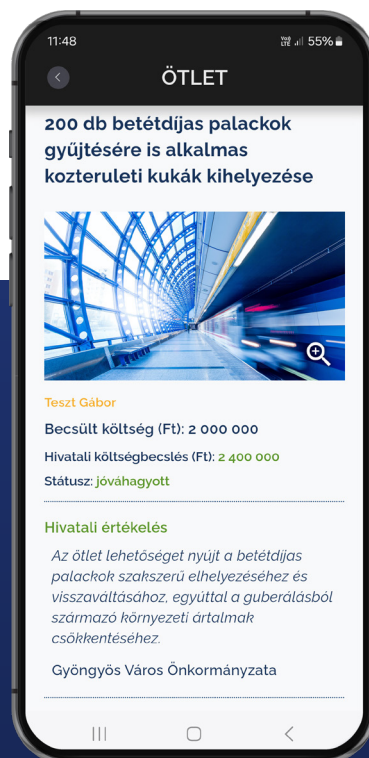 11:48
Vo)) LTE 55%
ÖTLET
200 db betétdíjas palackok
gyűjtésére is alkalmas
kozteruleti kukák kihelyezése
Teszt Gábor
Becsült költség (Ft): 2 000 000
Hivatali költségbecslés (Ft): 2 400 000
Státusz: jóváhagyott
Hivatali értékelés
Az ötlet lehetőséget nyújt a betétdíjas
palackok szakszerű elhelyezéséhez és
visszaváltásához, egyúttal a guberálásból
származó környezeti ártalmak
csökkentéséhez.
Gyöngyös Város Önkormányzata